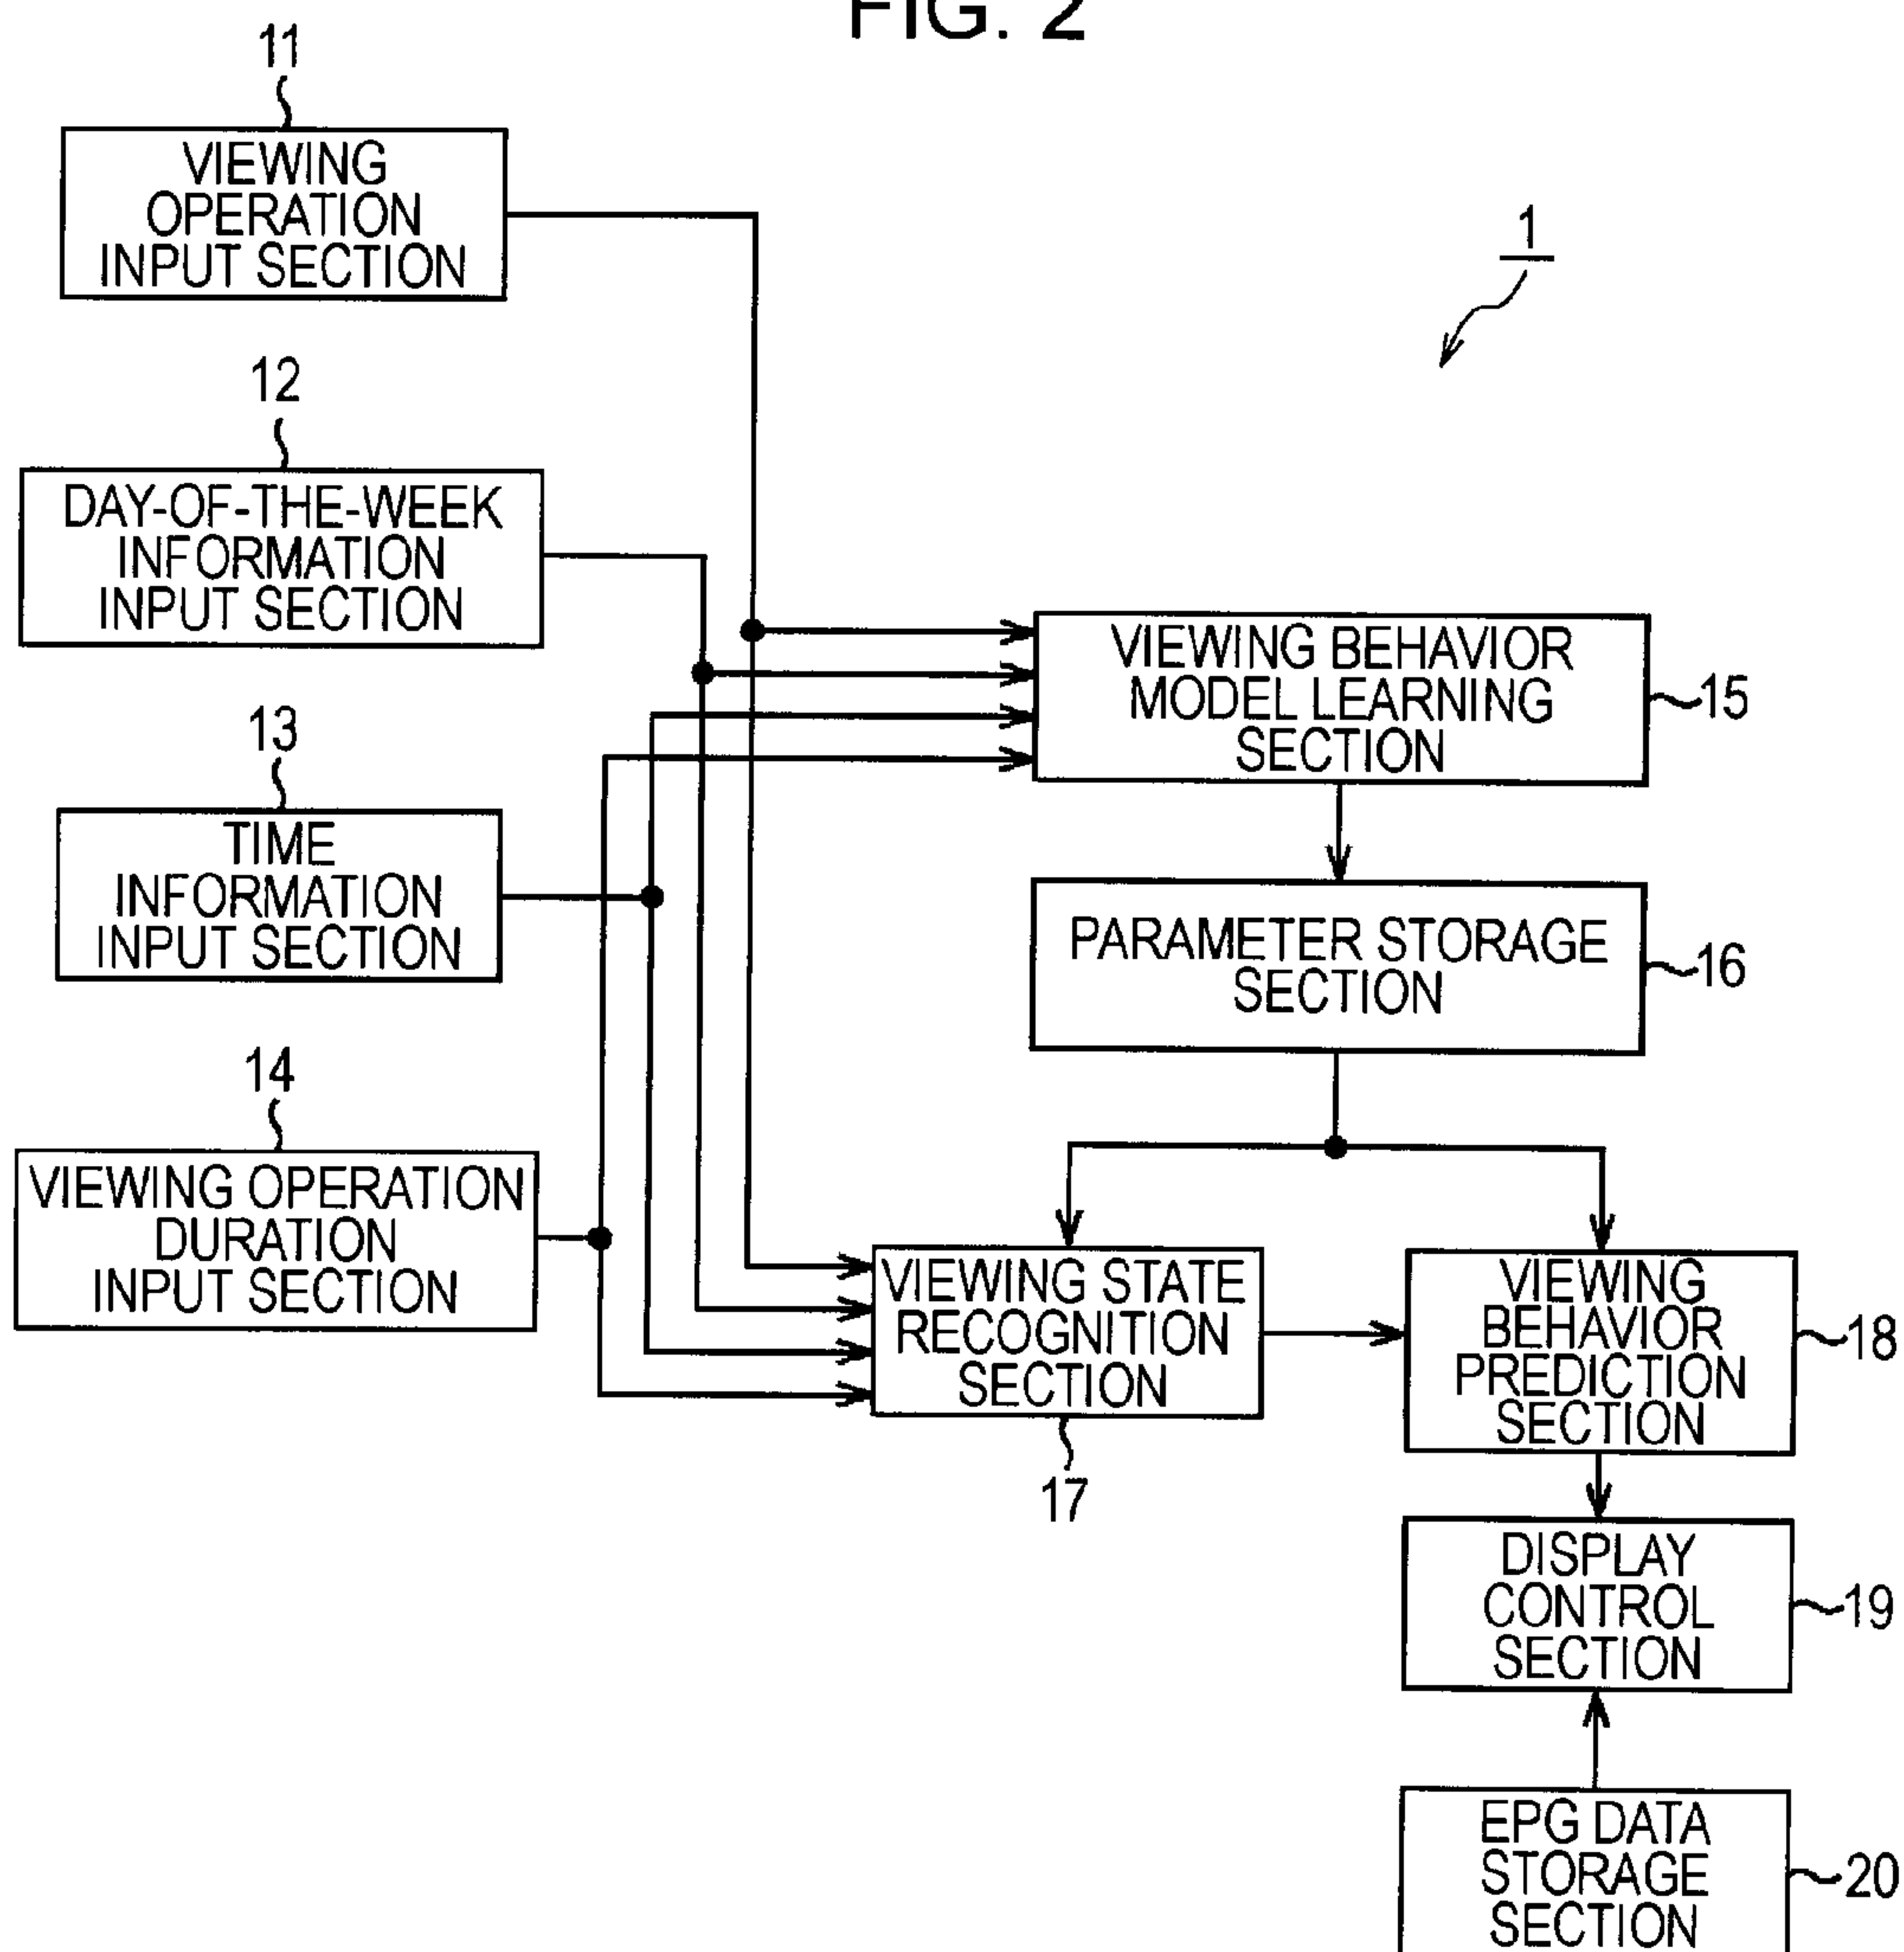 FIG. 2
11
VIEWING
OPERATION
INPUT SECTION
1
12
DAY-OF-THE-WEEK
INFORMATION
INPUT SECTION
VIEWING BEHAVIOR
MODEL LEARNING
SECTION
15
13
TIME
INFORMATION
INPUT SECTION
PARAMETER STORAGE
SECTION
16
14
VIEWING OPERATION
DURATION
INPUT SECTION
VIEWING STATE
RECOGNITION
SECTION
17
VIEWING
BEHAVIOR
PREDICTION
SECTION
18
DISPLAY
CONTROL
SECTION
19
EPG DATA
STORAGE
SECTION
20